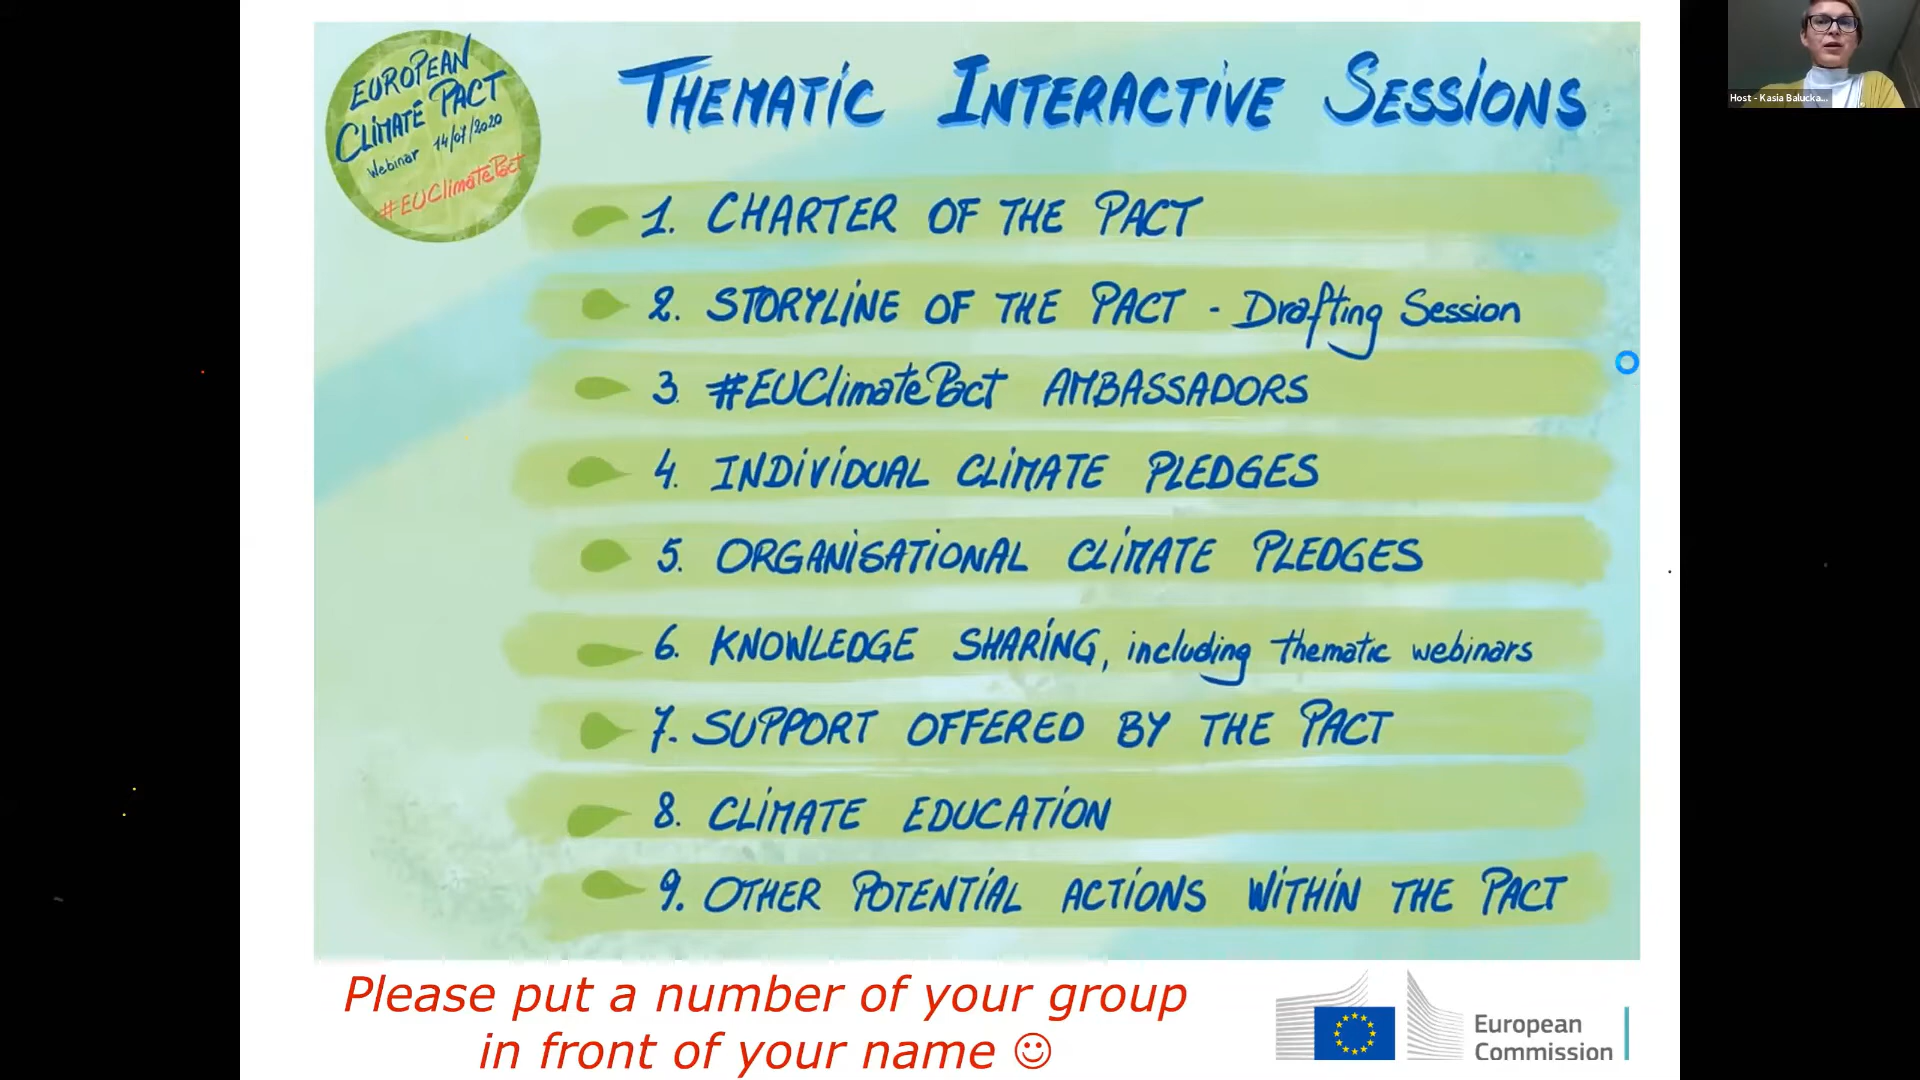 EUROPEAN
CLIMATE PACT
Webinar 14/07/2020
#EUClimatePact
THEMATIC INTERACTIVE SESSIONS
Host - Kasia Balucka...
1. CHARTER OF THE PACT
2. STORYLINE OF THE PACT - Drafting Session
3. #EUClimatePact AMBASSADORS
4. INDIVIDUAL CLIMATE PLEDGES
5. ORGANISATIONAL CLIMATE PLEDGES
6. KNOWLEDGE SHARING, including thematic webinars
7. SUPPORT OFFERED BY THE PACT
8. CLIMATE EDUCATION
9. OTHER POTENTIAL ACTIONS WITHIN THE PACT
Please put a number of your group
in front of your name ☺
European
Commission